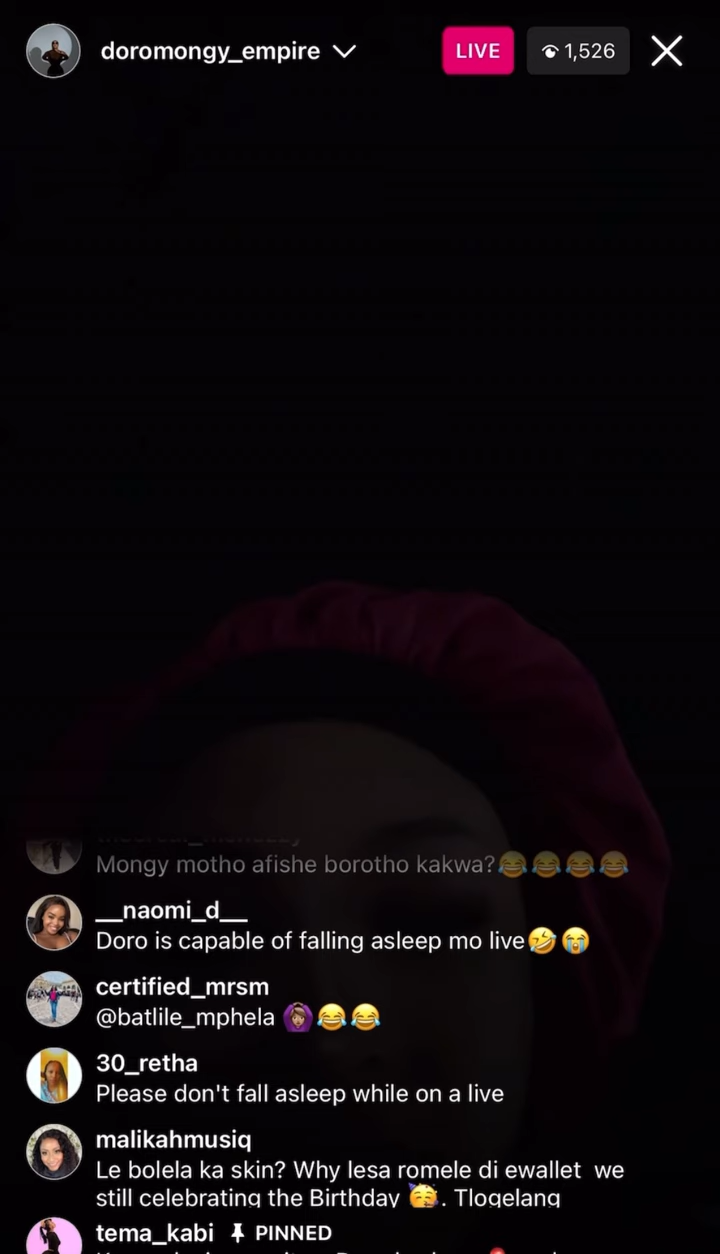 doromongy_empire
LIVE
1,526
Mongy motho afishe borotho kakwa?😂😂😂😂
__naomi_d__
Doro is capable of falling asleep mo live🤣😭
certified_mrsm
@batlile_mphela 🙆🏽‍♀️😂😂
30_retha
Please don't fall asleep while on a live
malikahmusiq
Le bolela ka skin? Why lesa romele di ewallet we
still celebrating the Birthday 🥳. Tlogelang
tema_kabi PINNED